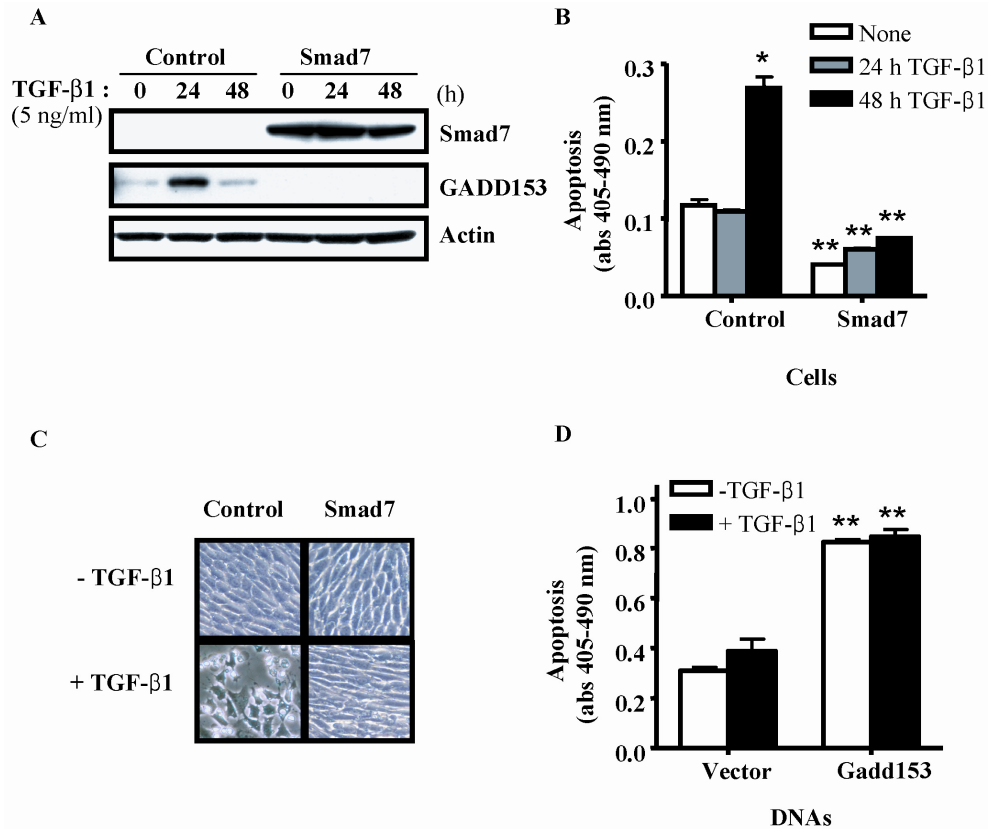 A
Control Smad7
TGF-β1 : 0 24 48 0 24 48 (h)
(5 ng/ml)
Smad7
GADD153
Actin
B
None
24 h TGF-β1
48 h TGF-β1
0.3
0.1
0.0
Apoptosis
(abs 405-490 nm)
*
** ** **
Control Smad7
Cells
C
Control Smad7
- TGF-β1
+ TGF-β1
D
-TGF-β1
+ TGF-β1
1.0
0.8
0.6
0.4
0.2
0.0
Apoptosis
(abs 405-490 nm)
** **
Vector Gadd153
DNAs